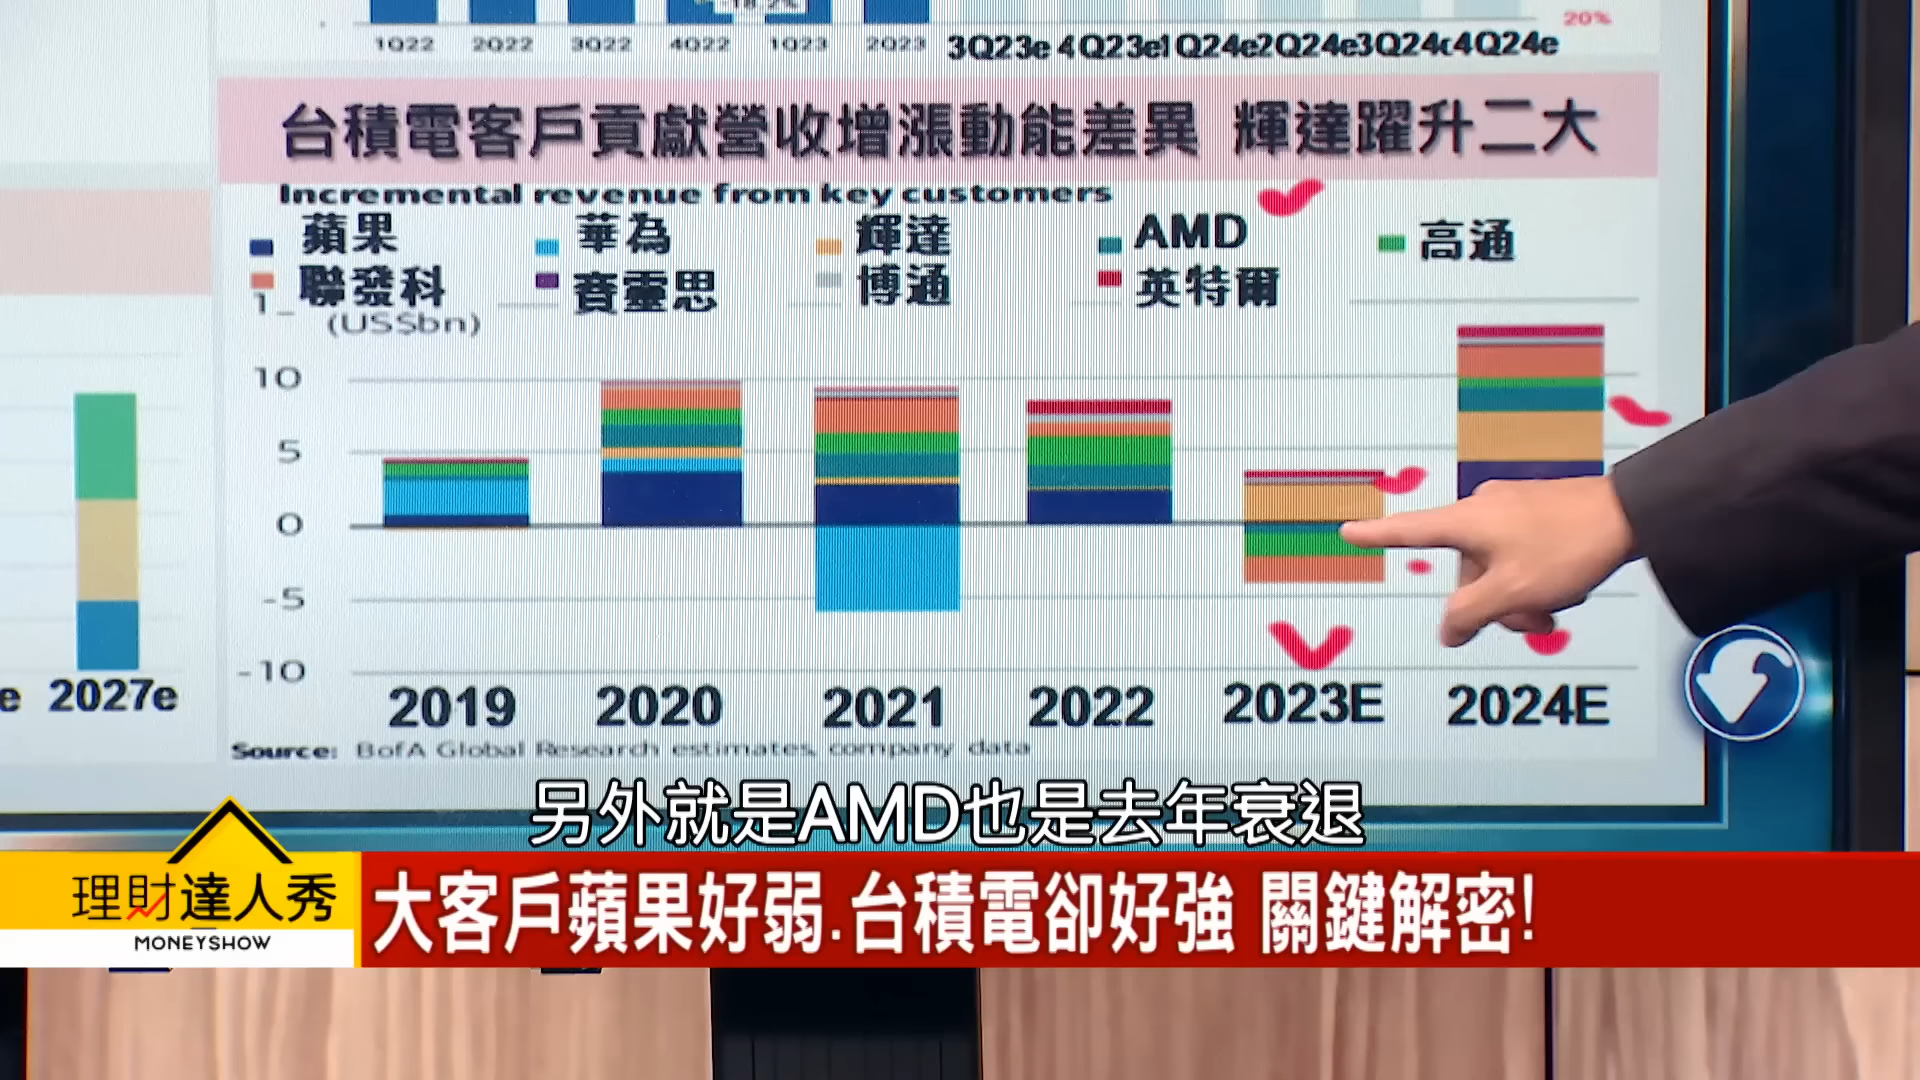 -18.2%
20%
1Q22 2Q22 3Q22 4Q22 1Q23 2Q23 3Q23e 4Q23e 1Q24e 2Q24e 3Q24e 4Q24e
台積電客戶貢獻營收增漲動能差異 輝達躍升二大
Incremental revenue from key customers
蘋果 華為 輝達 AMD 高通
聯發科 賽靈思 博通 英特爾
(US$bn)
10
5
0
-5
-10
2019 2020 2021 2022 2023E 2024E
e 2027e
Source: BofA Global Research estimates, company data
另外就是AMD也是去年衰退
理財達人秀
MONEYSHOW
大客戶蘋果好弱.台積電卻好強 關鍵解密!